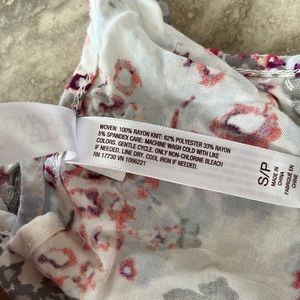 WOVEN: 100% RAYON KNIT: 62% POLYESTER 33% RAYON
5% SPANDEX CARE: MACHINE WASH COLD WITH LIKE
COLORS. GENTLE CYCLE. ONLY NON-CHLORINE BLEACH
IF NEEDED. LINE DRY. COOL IRON IF NEEDED.
RN 17730 VN 1066221
S/P
MADE IN
CHINA
FABRIQUE EN
CHINE